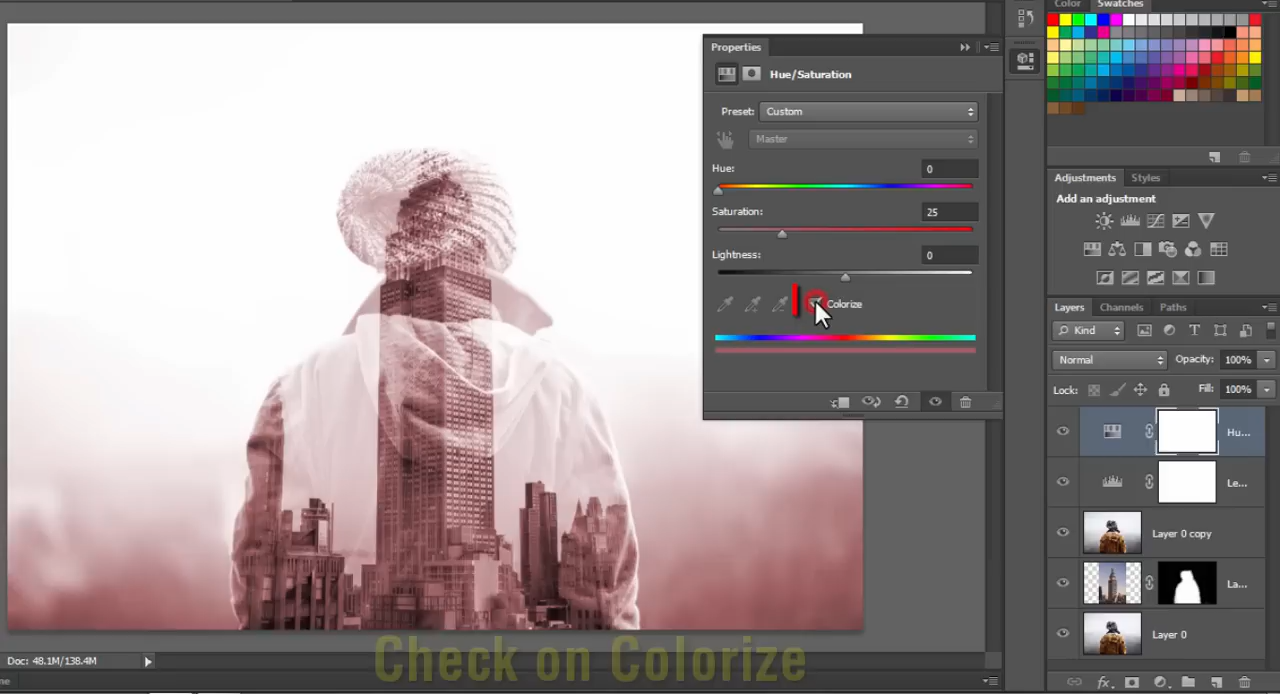 Color Swatches
Properties
Hue/Saturation
Preset: Custom
Master
Hue: 0
Saturation: 25
Lightness: 0
Colorize
Adjustments Styles
Add an adjustment
Layers Channels Paths
Kind
Normal Opacity: 100%
Lock: Fill: 100%
Hu...
Le...
Layer 0 copy
La...
Layer 0
Check on Colorize
Doc: 48.1M/138.4M